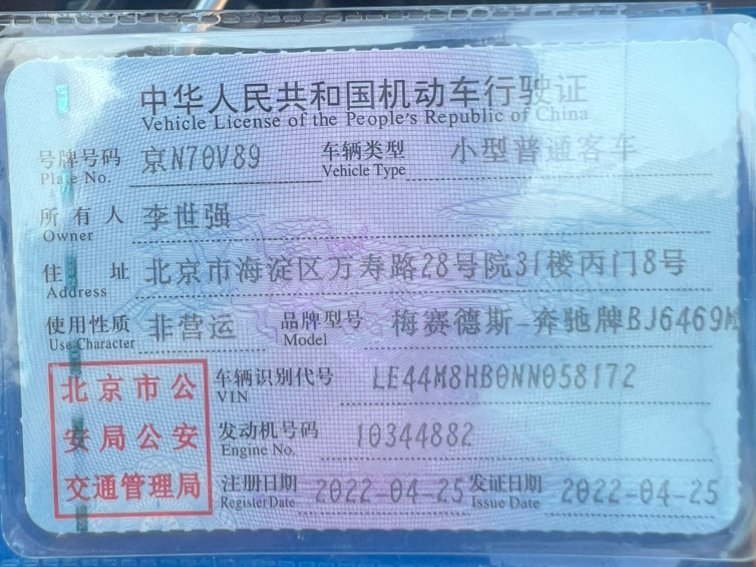 中华人民共和国机动车行驶证
Vehicle License of the People's Republic of China
号牌号码 京N70V89 车辆类型 小型普通客车
Plate No. Vehicle Type
所有人 李世强
Owner
住址 北京市海淀区万寿路28号院31楼丙门8号
Address
使用性质 非营运 品牌型号 梅赛德斯-奔驰牌BJ6469M
Use Character Model
北京市公 车辆识别代号 LE44M8HB0NN058172
VIN
安局公安 发动机号码 10344882
Engine No.
交通管理局 注册日期 2022-04-25 发证日期 2022-04-25
Register Date Issue Date